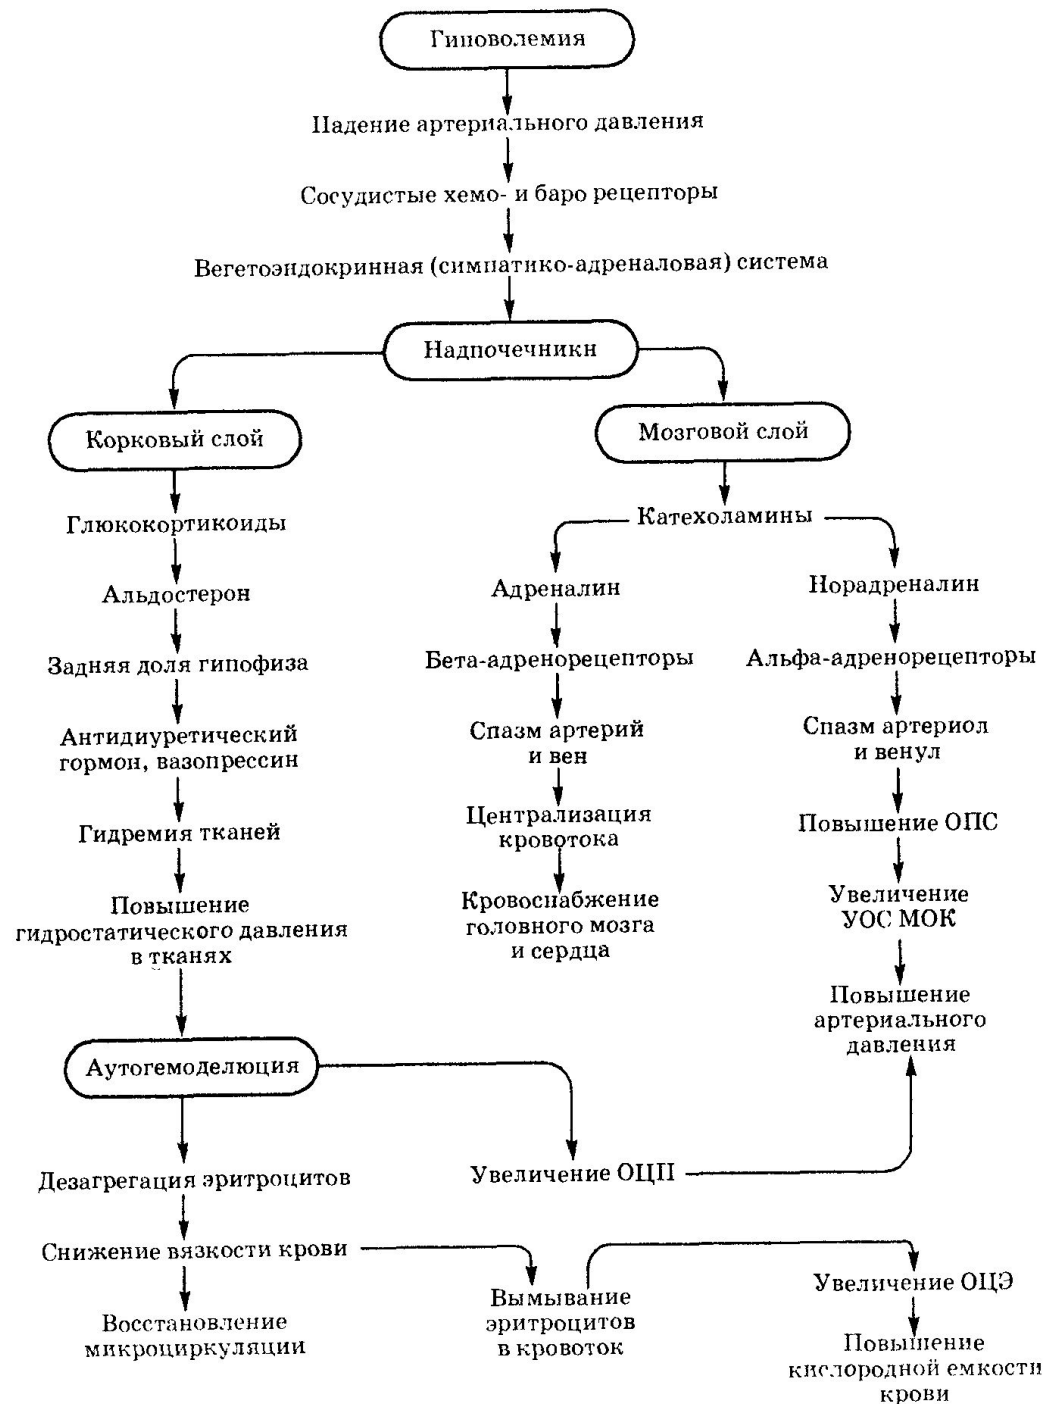 Гиповолемия
Падение артериального давления
Сосудистые хемо- и баро рецепторы
Вегетоэндокринная (симпатико-адреналовая) система
Надпочечники
Корковый слой
Мозговой слой
Глюкокортикоиды
Альдостерон
Задняя доля гипофиза
Антидиуретический
гормон, вазопрессин
Гидремия тканей
Повышение
гидростатического давления
в тканях
Катехоламины
Адреналин
Бета-адренорецепторы
Спазм артерий
и вен
Централизация
кровотока
Кровоснабжение
головного мозга
и сердца
Норадреналин
Альфа-адренорецепторы
Спазм артериол
и венул
Повышение ОПС
Увеличение
УОС МОК
Повышение
артериального
давления
Аутогемоделюция
Увеличение ОЦП
Дезагрегация эритроцитов
Снижение вязкости крови
Восстановление
микроциркуляции
Вымывание
эритроцитов
в кровоток
Увеличение ОЦЭ
Повышение
кислородной емкости
крови